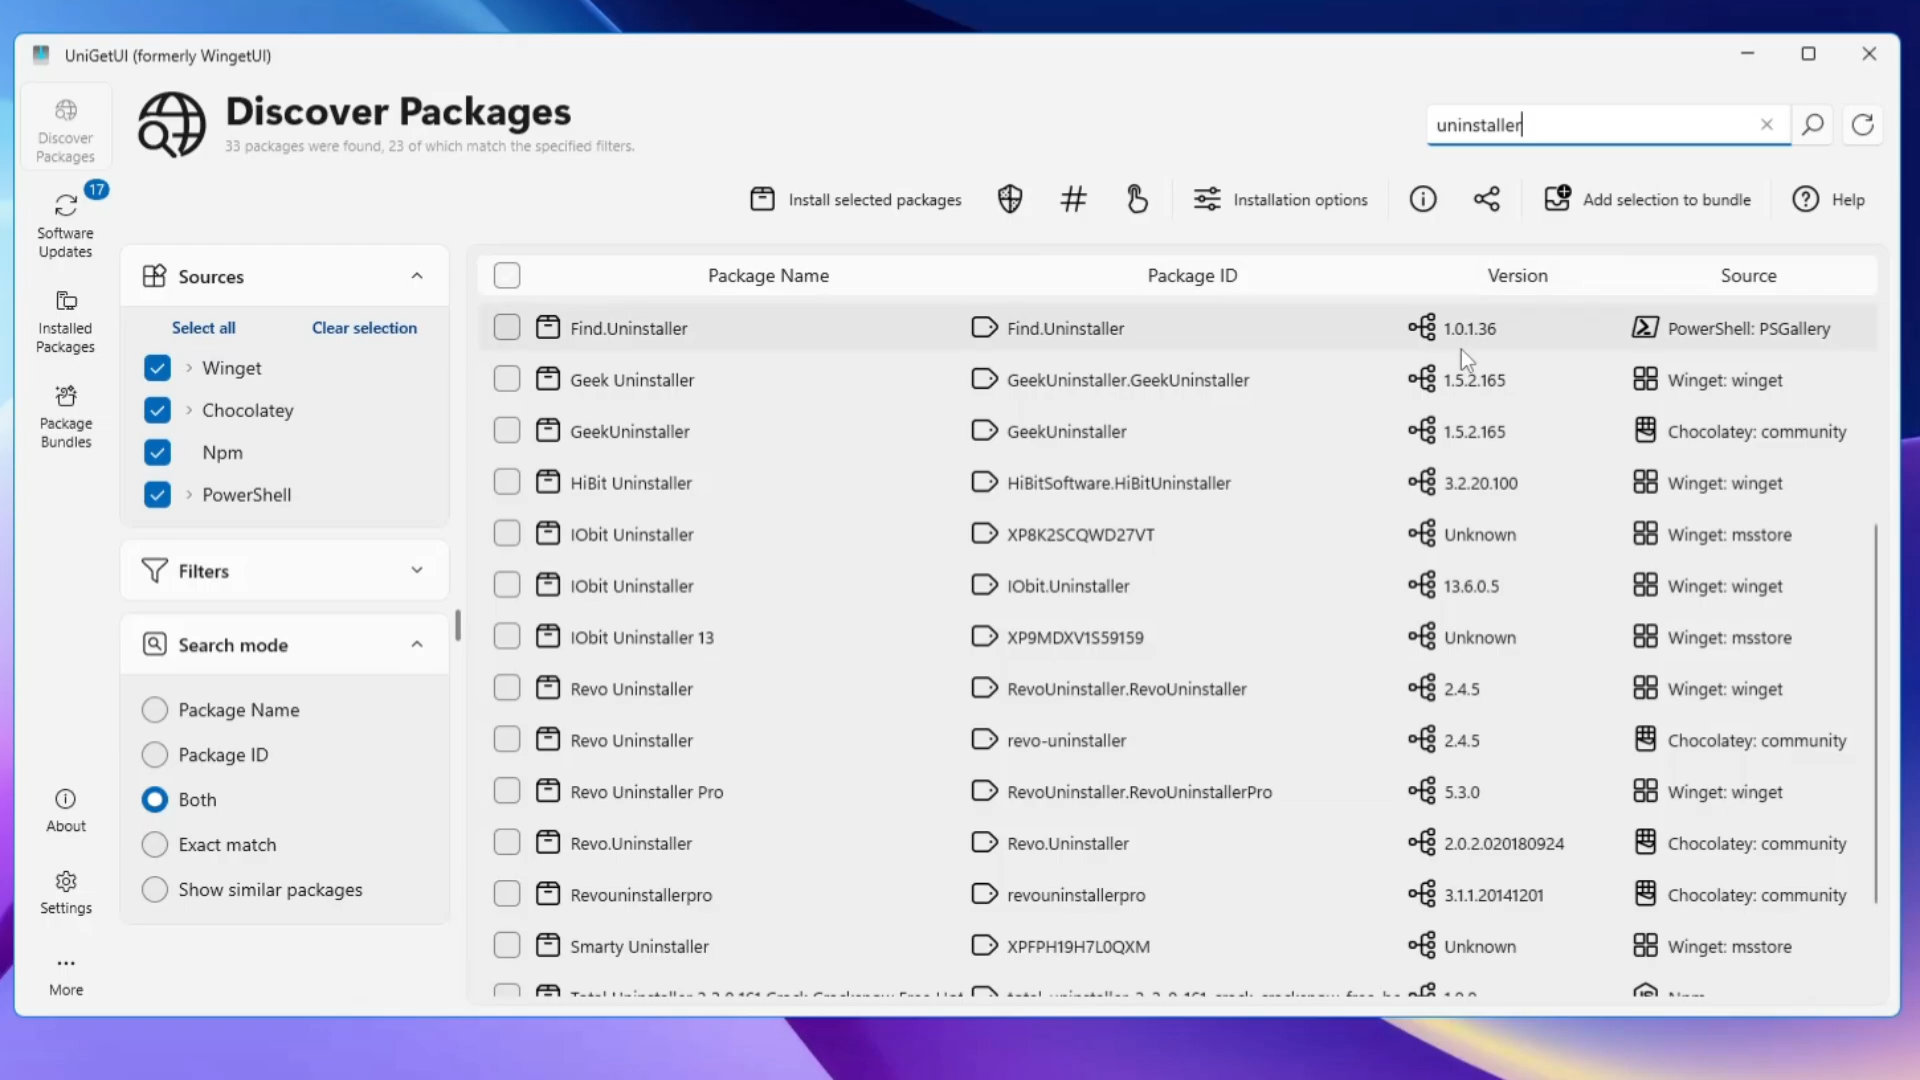 UniGetUI (formerly WingetUI)
Discover Packages
33 packages were found, 23 of which match the specified filters.
uninstaller
Install selected packages
Installation options
Add selection to bundle
Help
Discover
Packages
17
Software
Updates
Installed
Packages
Package
Bundles
About
Settings
More
Sources
Select all Clear selection
Winget
Chocolatey
Npm
PowerShell
Filters
Search mode
Package Name
Package ID
Both
Exact match
Show similar packages
Package Name Package ID Version Source
Find.Uninstaller Find.Uninstaller 1.0.1.36 PowerShell: PSGallery
Geek Uninstaller GeekUninstaller.GeekUninstaller 1.5.2.165 Winget: winget
GeekUninstaller GeekUninstaller 1.5.2.165 Chocolatey: community
HiBit Uninstaller HiBitSoftware.HiBitUninstaller 3.2.20.100 Winget: winget
IObit Uninstaller XP8K2SCQWD27VT Unknown Winget: msstore
IObit Uninstaller IObit.Uninstaller 13.6.0.5 Winget: winget
IObit Uninstaller 13 XP9MDXV1S59159 Unknown Winget: msstore
Revo Uninstaller RevoUninstaller.RevoUninstaller 2.4.5 Winget: winget
Revo Uninstaller revo-uninstaller 2.4.5 Chocolatey: community
Revo Uninstaller Pro RevoUninstaller.RevoUninstallerPro 5.3.0 Winget: winget
Revo.Uninstaller Revo.Uninstaller 2.0.2.020180924 Chocolatey: community
Revouninstallerpro revouninstallerpro 3.1.1.20141201 Chocolatey: community
Smarty Uninstaller XPFPH19H7L0QXM Unknown Winget: msstore